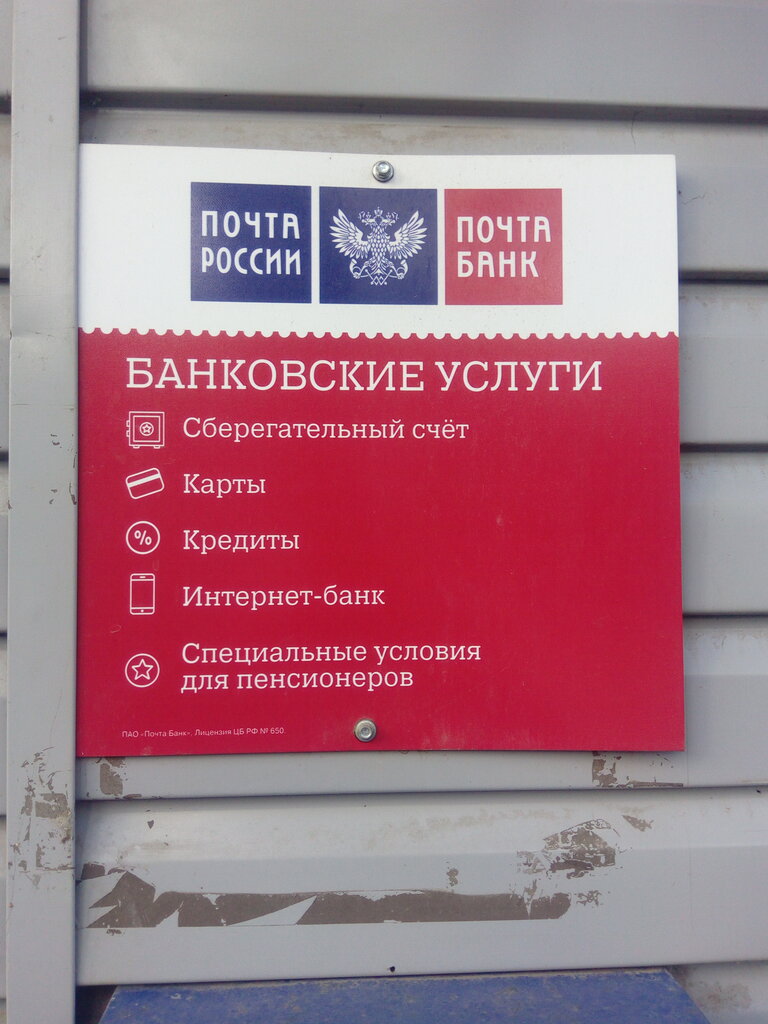 ПОЧТА
РОССИИ
ПОЧТА
БАНК
БАНКОВСКИЕ УСЛУГИ
Сберегательный счёт
Карты
%
Кредиты
Интернет-банк
Специальные условия
для пенсионеров
ПАО «Почта Банк». Лицензия ЦБ РФ № 650.